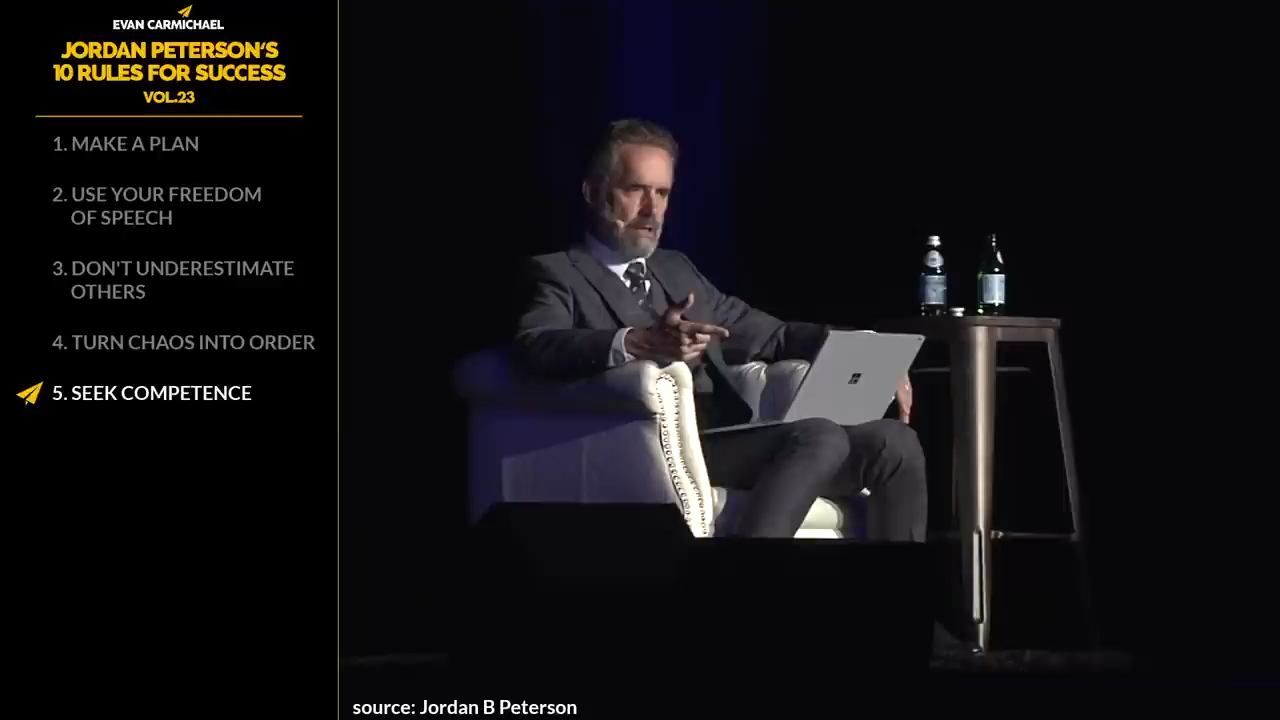 EVAN CARMICHAEL
JORDAN PETERSON'S
10 RULES FOR SUCCESS
VOL.23
1. MAKE A PLAN
2. USE YOUR FREEDOM
OF SPEECH
3. DON'T UNDERESTIMATE
OTHERS
4. TURN CHAOS INTO ORDER
5. SEEK COMPETENCE
source: Jordan B Peterson